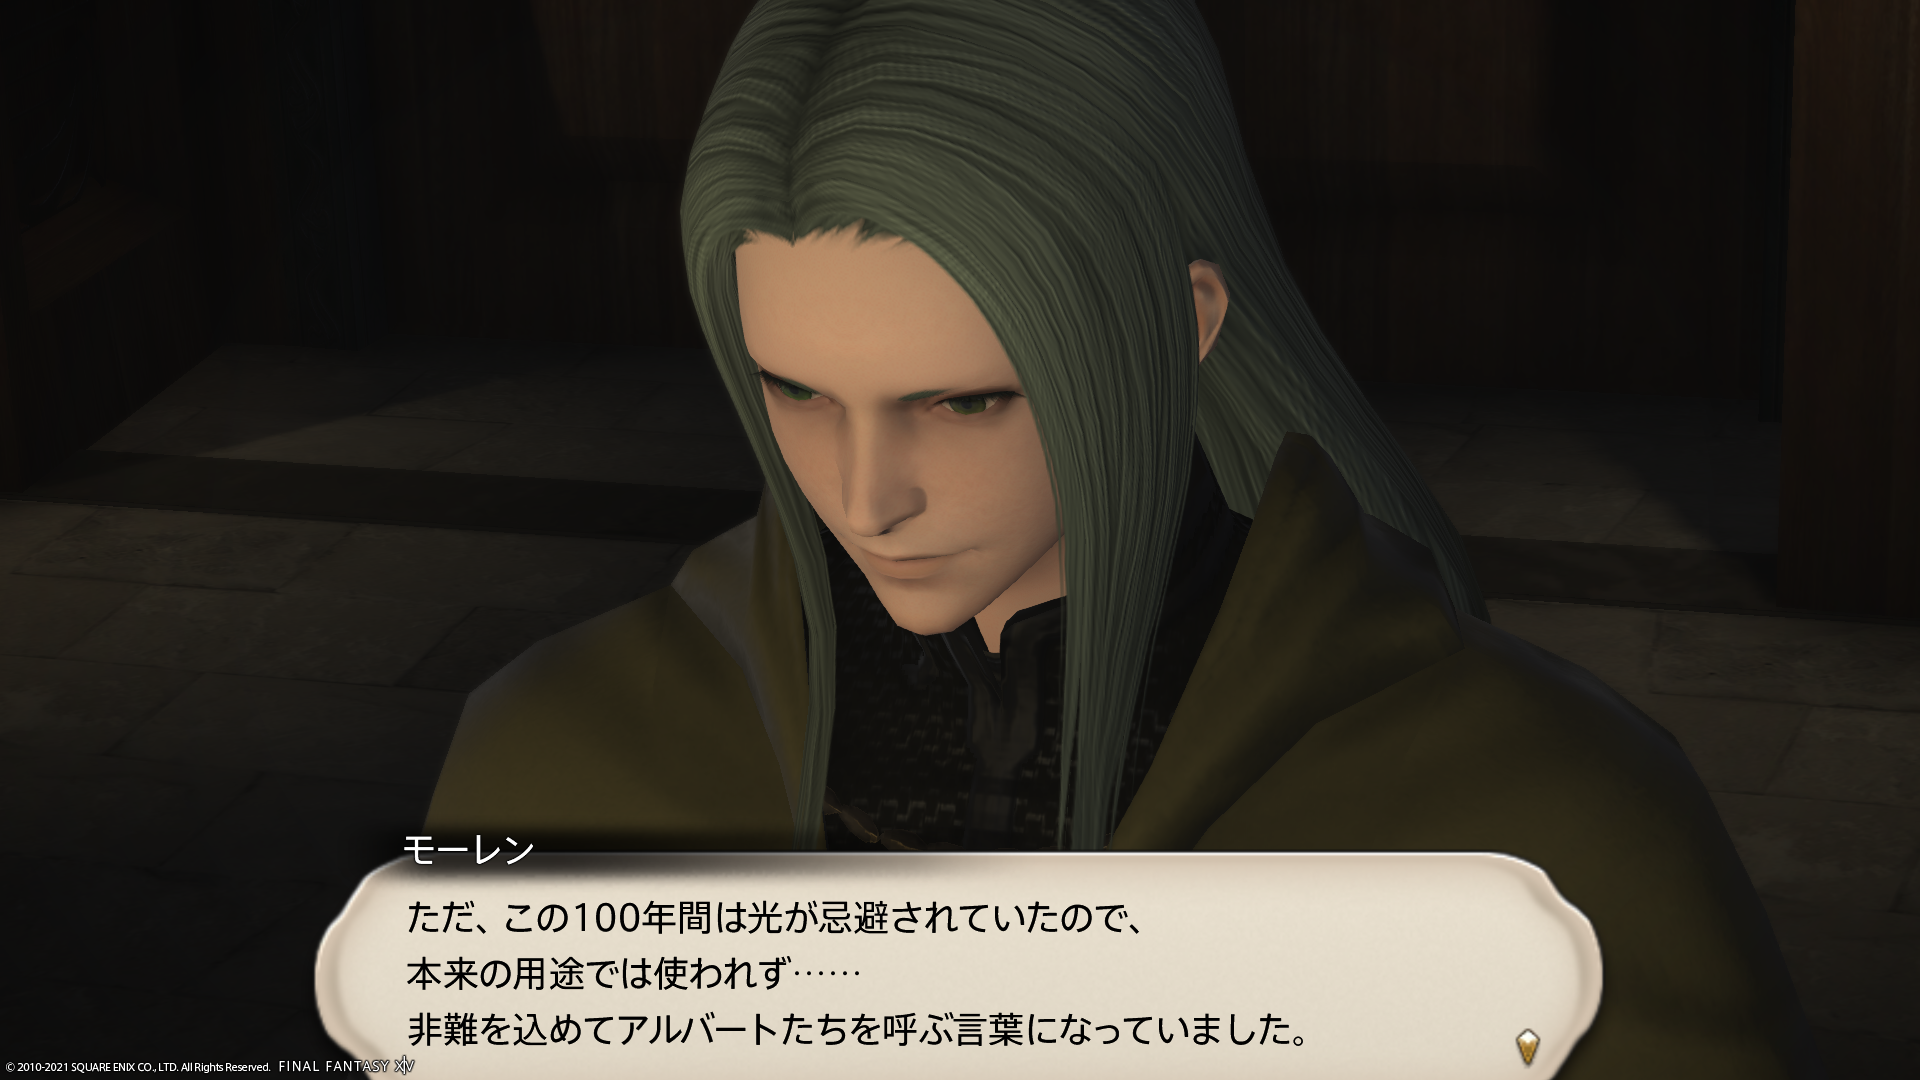 モーレン
ただ、この100年間は光が忌避されていたので、
本来の用途では使われず……
非難を込めてアルバートたちを呼ぶ言葉になっていました。
© 2010-2021 SQUARE ENIX CO., LTD. All Rights Reserved. FINAL FANTASY XIV